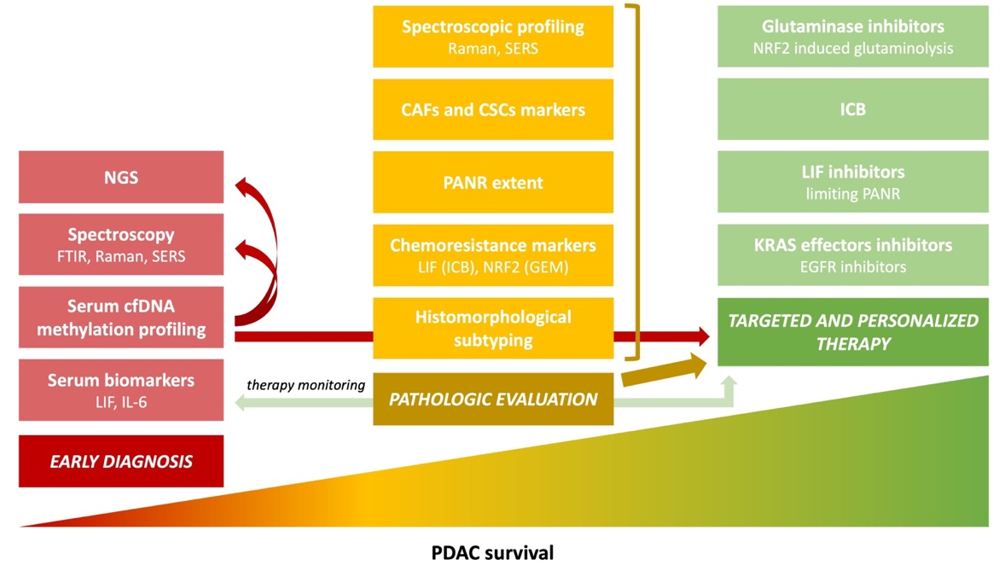 NGS
Spectroscopy
FTIR, Raman, SERS
Serum cfDNA
methylation profiling
Serum biomarkers
LIF, IL-6
EARLY DIAGNOSIS
therapy monitoring
Spectroscopic profiling
Raman, SERS
CAFs and CSCs markers
PANR extent
Chemoresistance markers
LIF (ICB), NRF2 (GEM)
Histomorphological
subtyping
PATHOLOGIC EVALUATION
Glutaminase inhibitors
NRF2 induced glutaminolysis
ICB
LIF inhibitors
limiting PANR
KRAS effectors inhibitors
EGFR inhibitors
TARGETED AND PERSONALIZED
THERAPY
PDAC survival